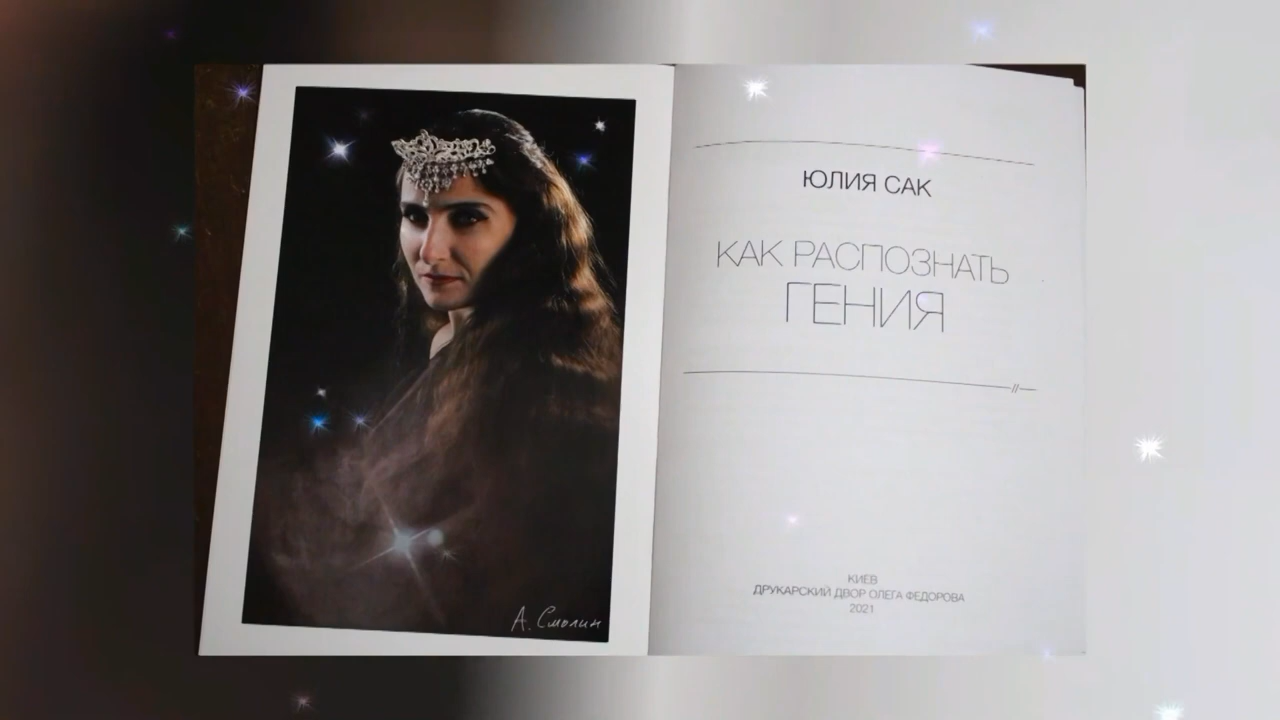 А. Смолин
ЮЛИЯ САК
КАК РАСПОЗНАТЬ
ГЕНИЯ
КИЕВ
ДРУКАРСКИЙ ДВОР ОЛЕГА ФЕДОРОВА
2021